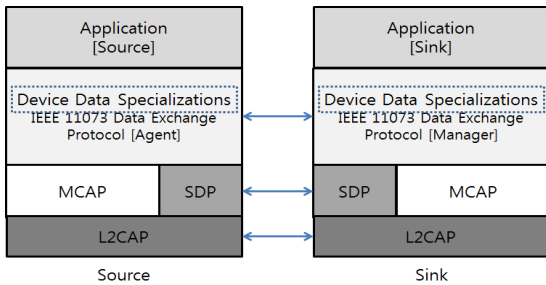 Application
[Source]
Device Data Specializations
IEEE 11073 Data Exchange
Protocol [Agent]
MCAP
SDP
L2CAP
Source
Application
[Sink]
Device Data Specializations
IEEE 11073 Data Exchange
Protocol [Manager]
SDP
MCAP
L2CAP
Sink